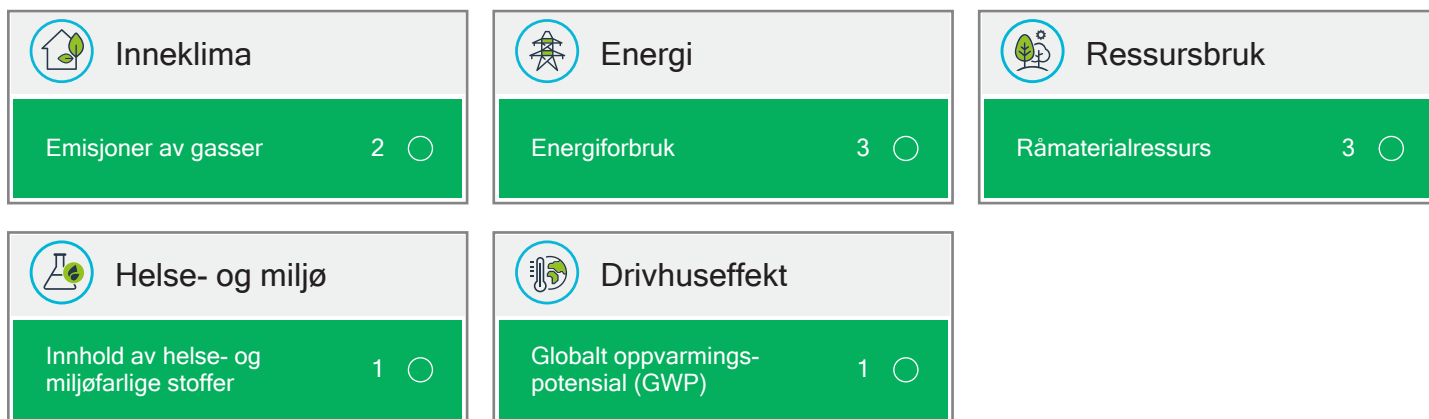 Inneklima
Emisjoner av gasser 2
Energi
Energiforbruk 3
Ressursbruk
Råmaterialressurs 3
Helse- og miljø
Innhold av helse- og
miljøfarlige stoffer 1
Drivhuseffekt
Globalt oppvarmings-
potensial (GWP) 1